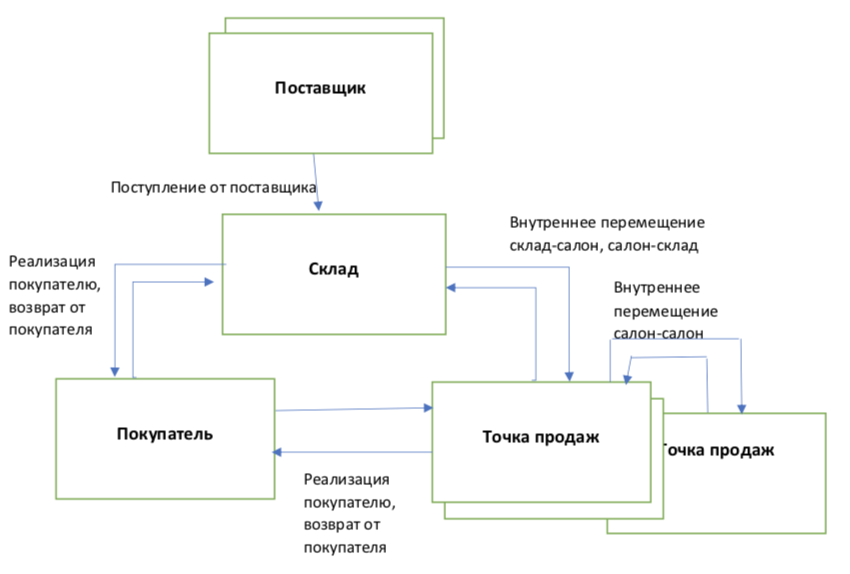 Поставщик
Поступление от поставщика
Внутреннее перемещение
склад-салон, салон-склад
Реализация
покупателю,
возврат от
покупателя
Склад
Внутреннее
перемещение
салон-салон
Покупатель
Точка продаж
очка продаж
Реализация
покупателю,
возврат от
покупателя